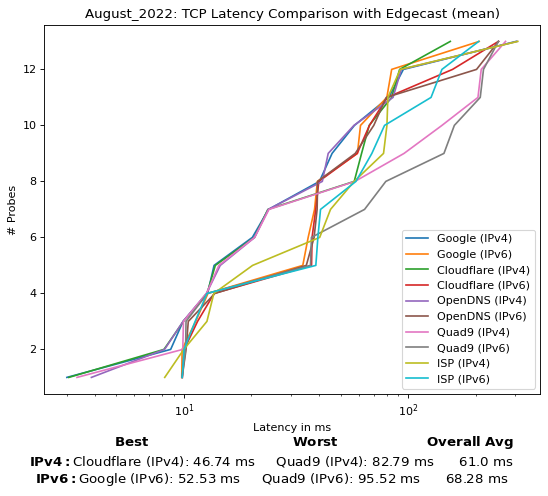 August_2022: TCP Latency Comparison with Edgecast (mean)
12
10
8
6
4
2
# Probes
10^1
10^2
Latency in ms
Google (IPv4)
Google (IPv6)
Cloudflare (IPv4)
Cloudflare (IPv6)
OpenDNS (IPv4)
OpenDNS (IPv6)
Quad9 (IPv4)
Quad9 (IPv6)
ISP (IPv4)
ISP (IPv6)
Best Worst Overall Avg
IPv4: Cloudflare (IPv4): 46.74 ms Quad9 (IPv4): 82.79 ms 61.0 ms
IPv6: Google (IPv6): 52.53 ms Quad9 (IPv6): 95.52 ms 68.28 ms